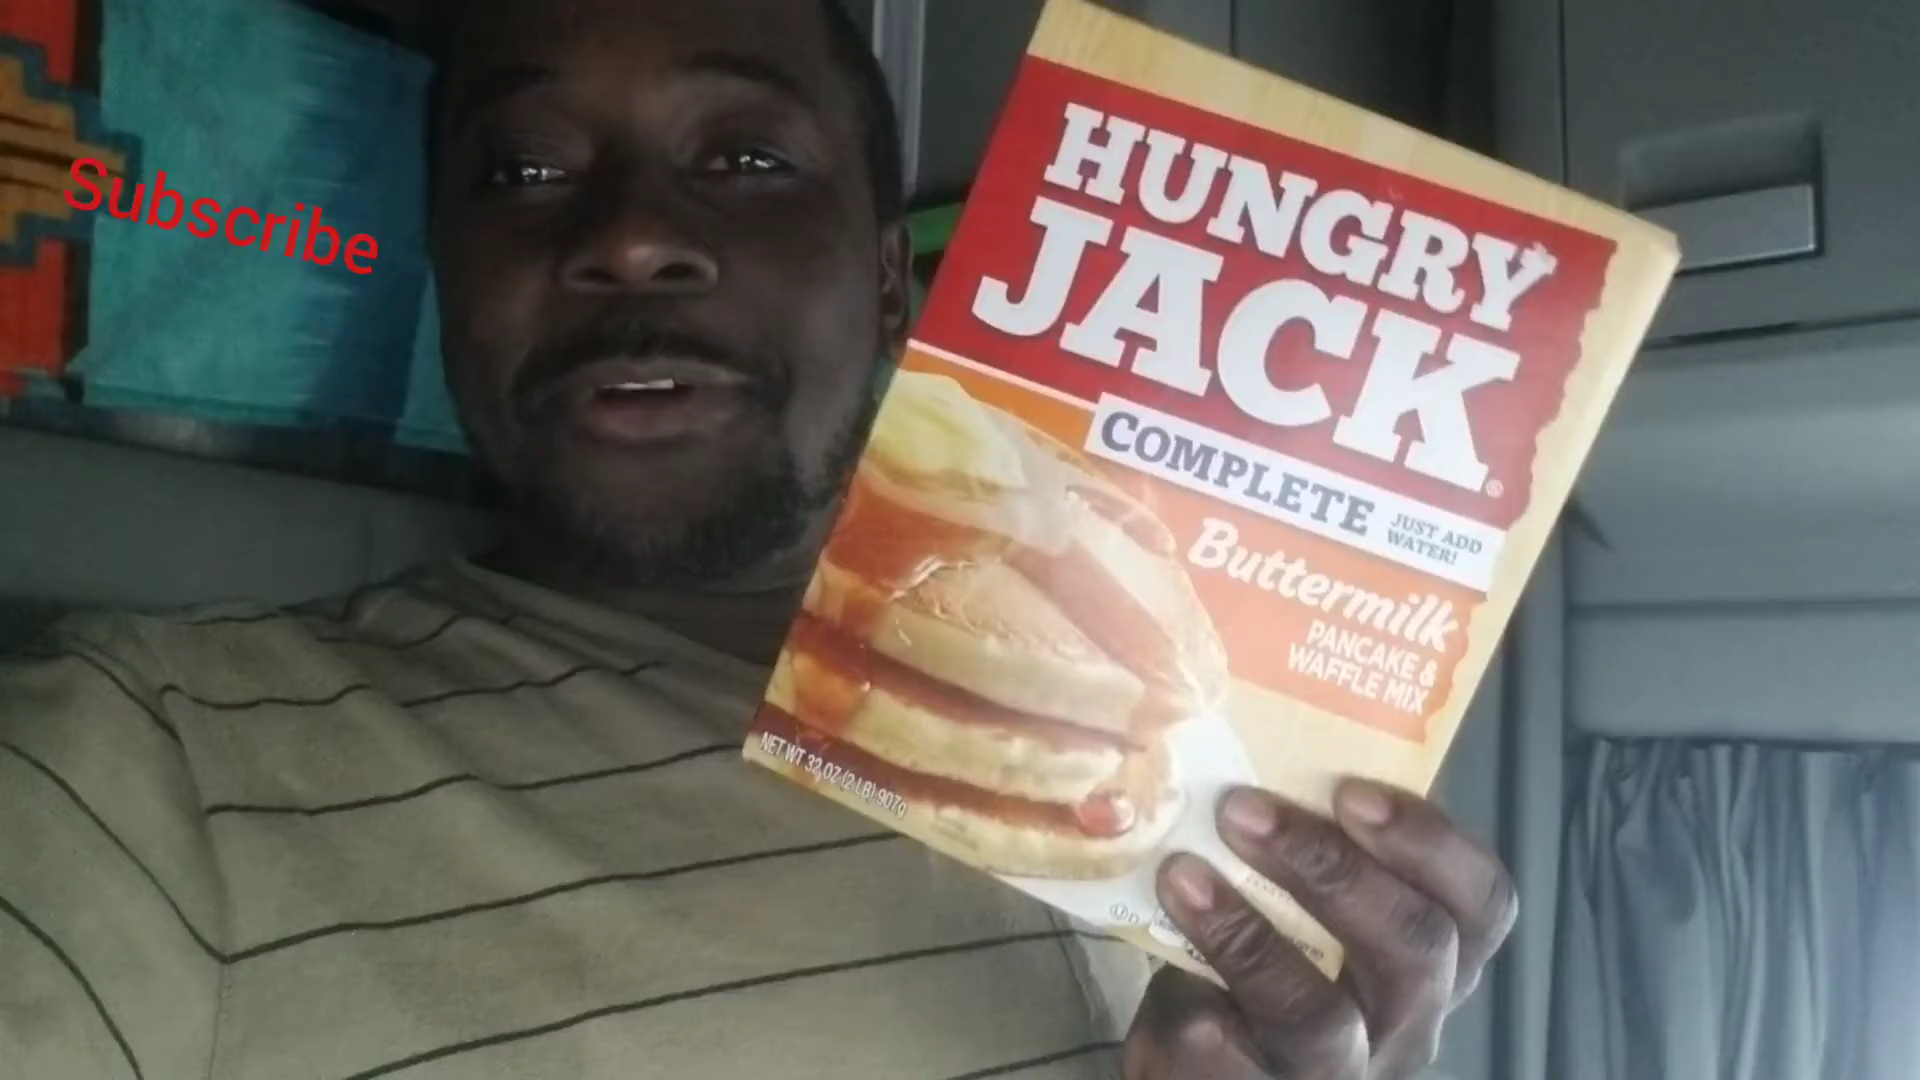 Subscribe
HUNGRY
JACK®
COMPLETE
JUST ADD
WATER!
Buttermilk
PANCAKE &
WAFFLE MIX
NET WT 32 OZ (2 LB) 907g